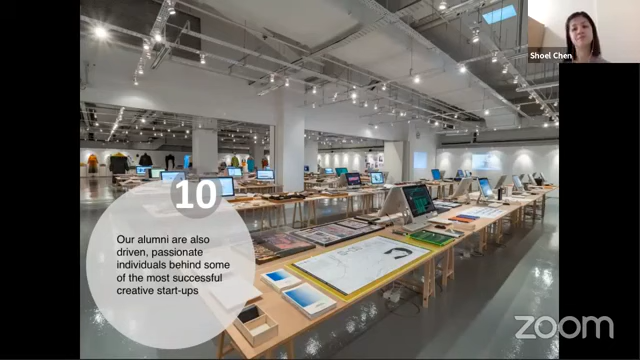 Shoel Chen
10
Our alumni are also
driven, passionate
individuals behind some
of the most successful
creative start-ups
zoom